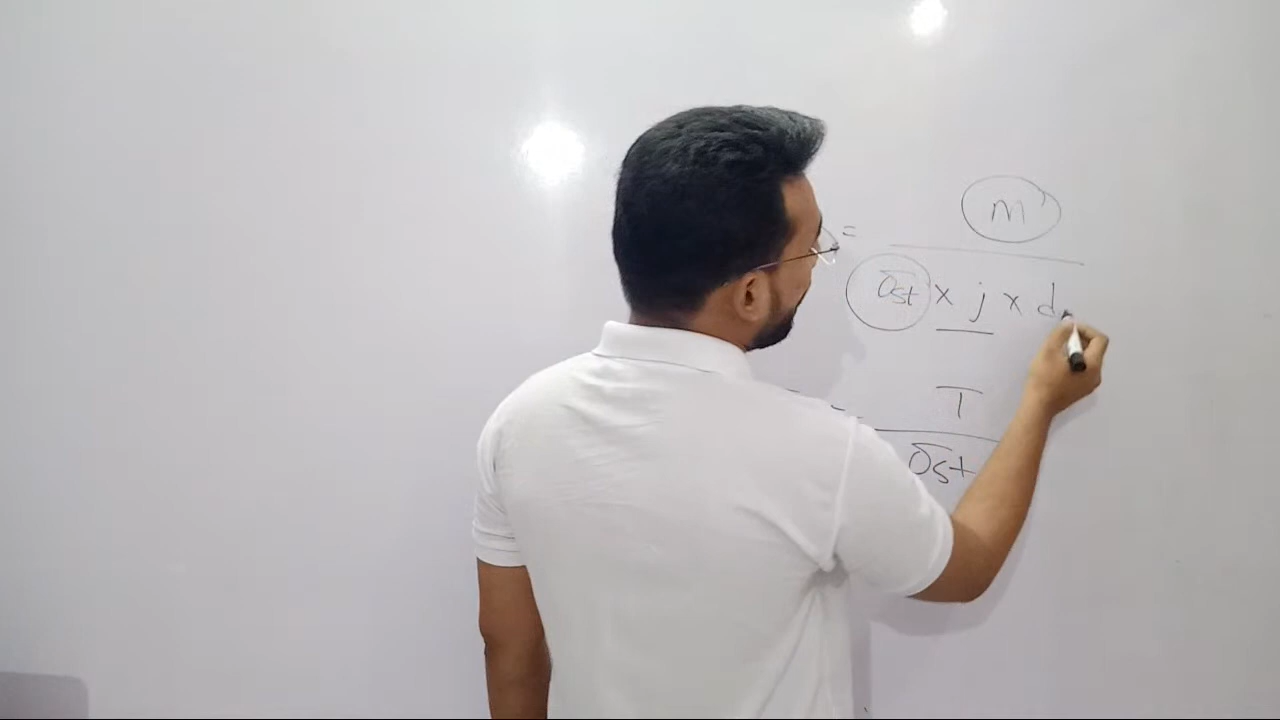 = m'
σst x j x d
= T
σst